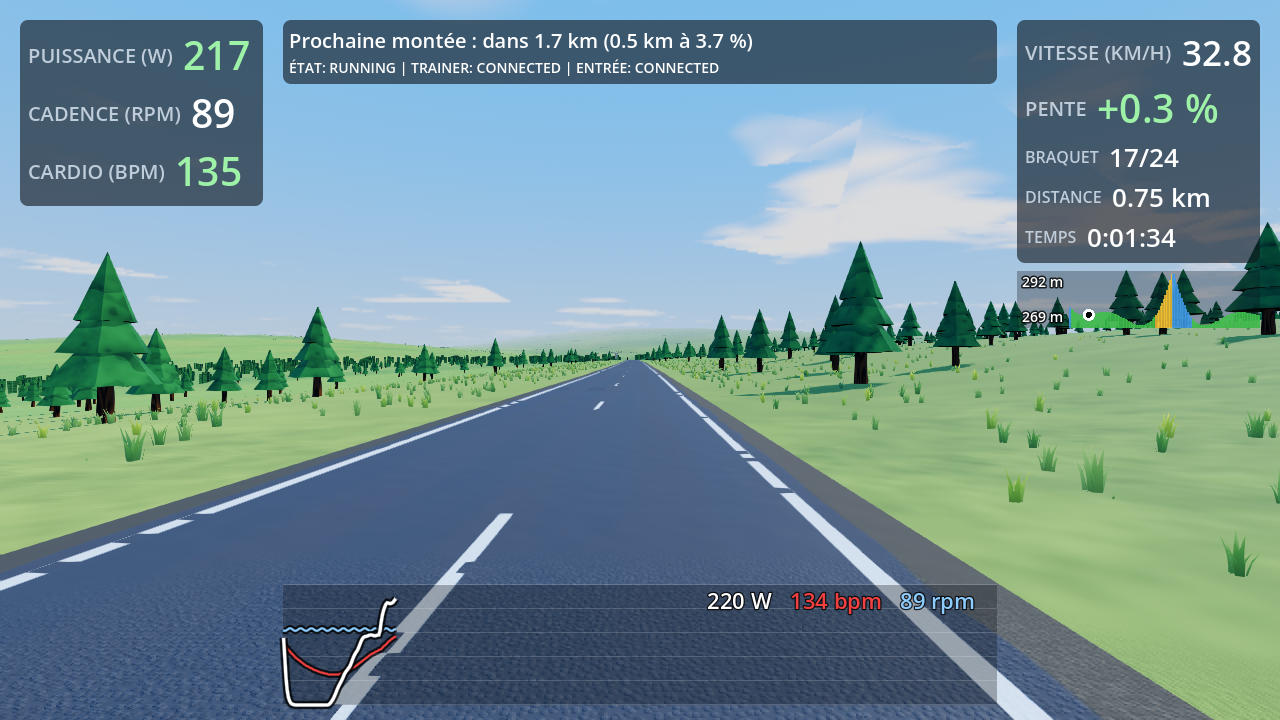 PUISSANCE (W) 217
CADENCE (RPM) 89
CARDIO (BPM) 135
Prochaine montée : dans 1.7 km (0.5 km à 3.7 %)
ÉTAT: RUNNING | TRAINER: CONNECTED | ENTRÉE: CONNECTED
VITESSE (KM/H) 32.8
PENTE +0.3 %
BRAQUET 17/24
DISTANCE 0.75 km
TEMPS 0:01:34
292 m
269 m
220 W 134 bpm 89 rpm